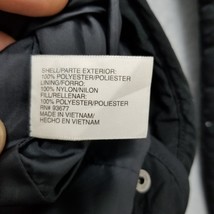 SHELL/PARTE EXTERIOR:
100% POLYESTER/POLIESTER
LINING/FORRO:
100% NYLON/NILON
FILL/RELLENAR:
100% POLYESTER/POLIESTER
RN# 93677
MADE IN VIETNAM/
HECHO EN VIETNAM